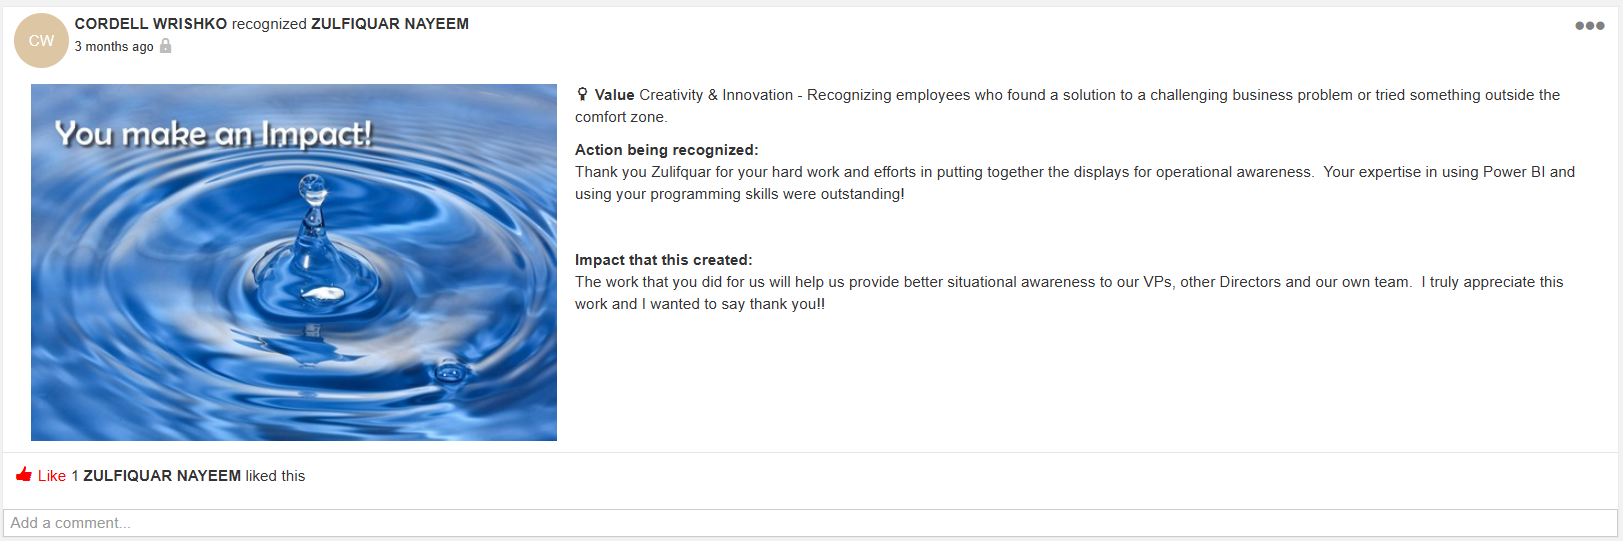 CW
CORDELL WRISHKO recognized ZULFIQUAR NAYEEM
3 months ago
You make an Impact!
Value Creativity & Innovation - Recognizing employees who found a solution to a challenging business problem or tried something outside the
comfort zone.
Action being recognized:
Thank you Zulifquar for your hard work and efforts in putting together the displays for operational awareness.  Your expertise in using Power BI and
using your programming skills were outstanding!
Impact that this created:
The work that you did for us will help us provide better situational awareness to our VPs, other Directors and our own team.  I truly appreciate this
work and I wanted to say thank you!!
Like 1 ZULFIQUAR NAYEEM liked this
Add a comment...